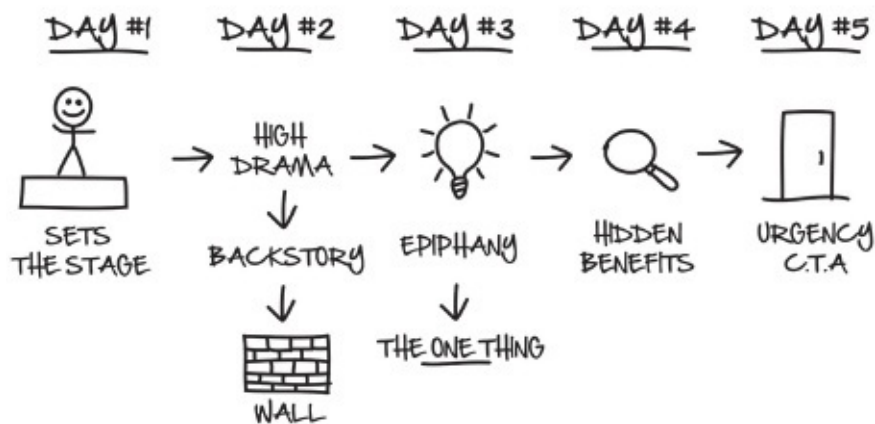 DAY #1
DAY #2
DAY #3
DAY #4
DAY #5
SETS
THE STAGE
HIGH
DRAMA
BACKSTORY
WALL
EPIPHANY
THE ONE THING
HIDDEN
BENEFITS
URGENCY
C.T.A